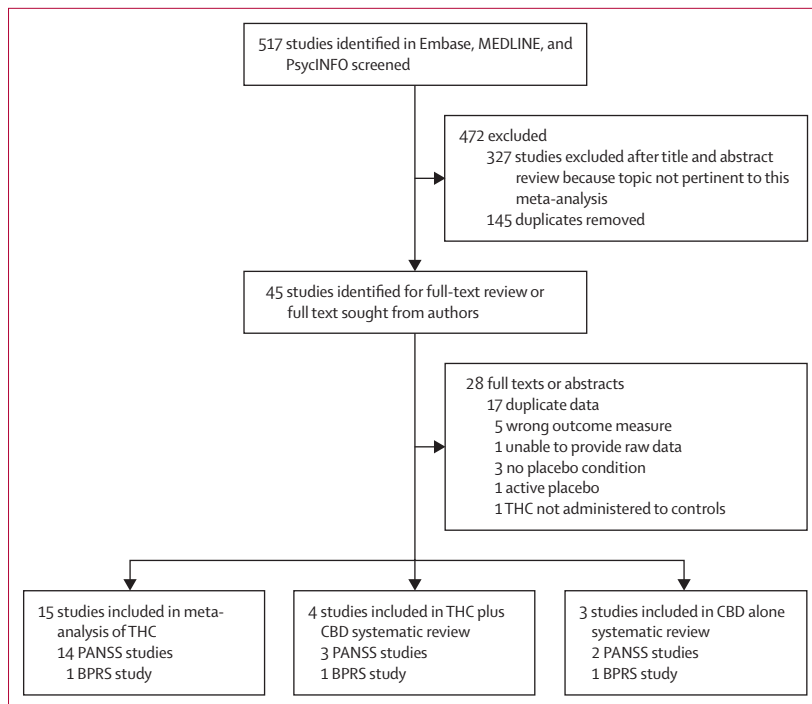 517 studies identified in Embase, MEDLINE, and
PsycINFO screened
472 excluded
327 studies excluded after title and abstract
review because topic not pertinent to this
meta-analysis
145 duplicates removed
45 studies identified for full-text review or
full text sought from authors
28 full texts or abstracts
17 duplicate data
5 wrong outcome measure
1 unable to provide raw data
3 no placebo condition
1 active placebo
1 THC not administered to controls
15 studies included in meta-
analysis of THC
14 PANSS studies
1 BPRS study
4 studies included in THC plus
CBD systematic review
3 PANSS studies
1 BPRS study
3 studies included in CBD alone
systematic review
2 PANSS studies
1 BPRS study